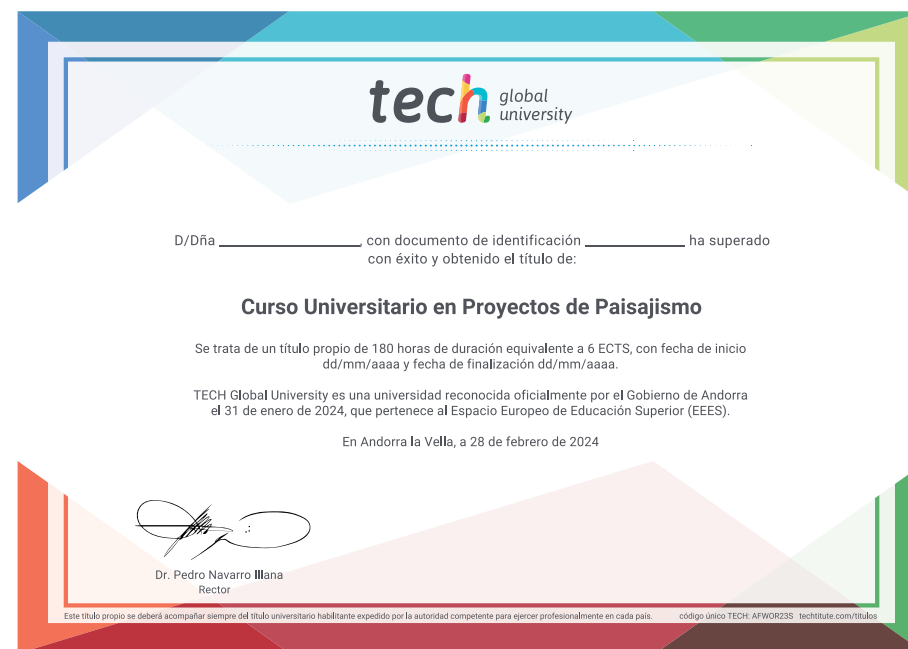 tech global university
D/Dña ________________, con documento de identificación ____________ ha superado
con éxito y obtenido el título de:
Curso Universitario en Proyectos de Paisajismo
Se trata de un título propio de 180 horas de duración equivalente a 6 ECTS, con fecha de inicio
dd/mm/aaaa y fecha de finalización dd/mm/aaaa.
TECH Global University es una universidad reconocida oficialmente por el Gobierno de Andorra
el 31 de enero de 2024, que pertenece al Espacio Europeo de Educación Superior (EEES).
En Andorra la Vella, a 28 de febrero de 2024
Dr. Pedro Navarro Illana
Rector
Este título propio se deberá acompañar siempre del título universitario habilitante expedido por la autoridad competente para ejercer profesionalmente en cada país. código único TECH: AFWOR23S techtitute.com/titulos